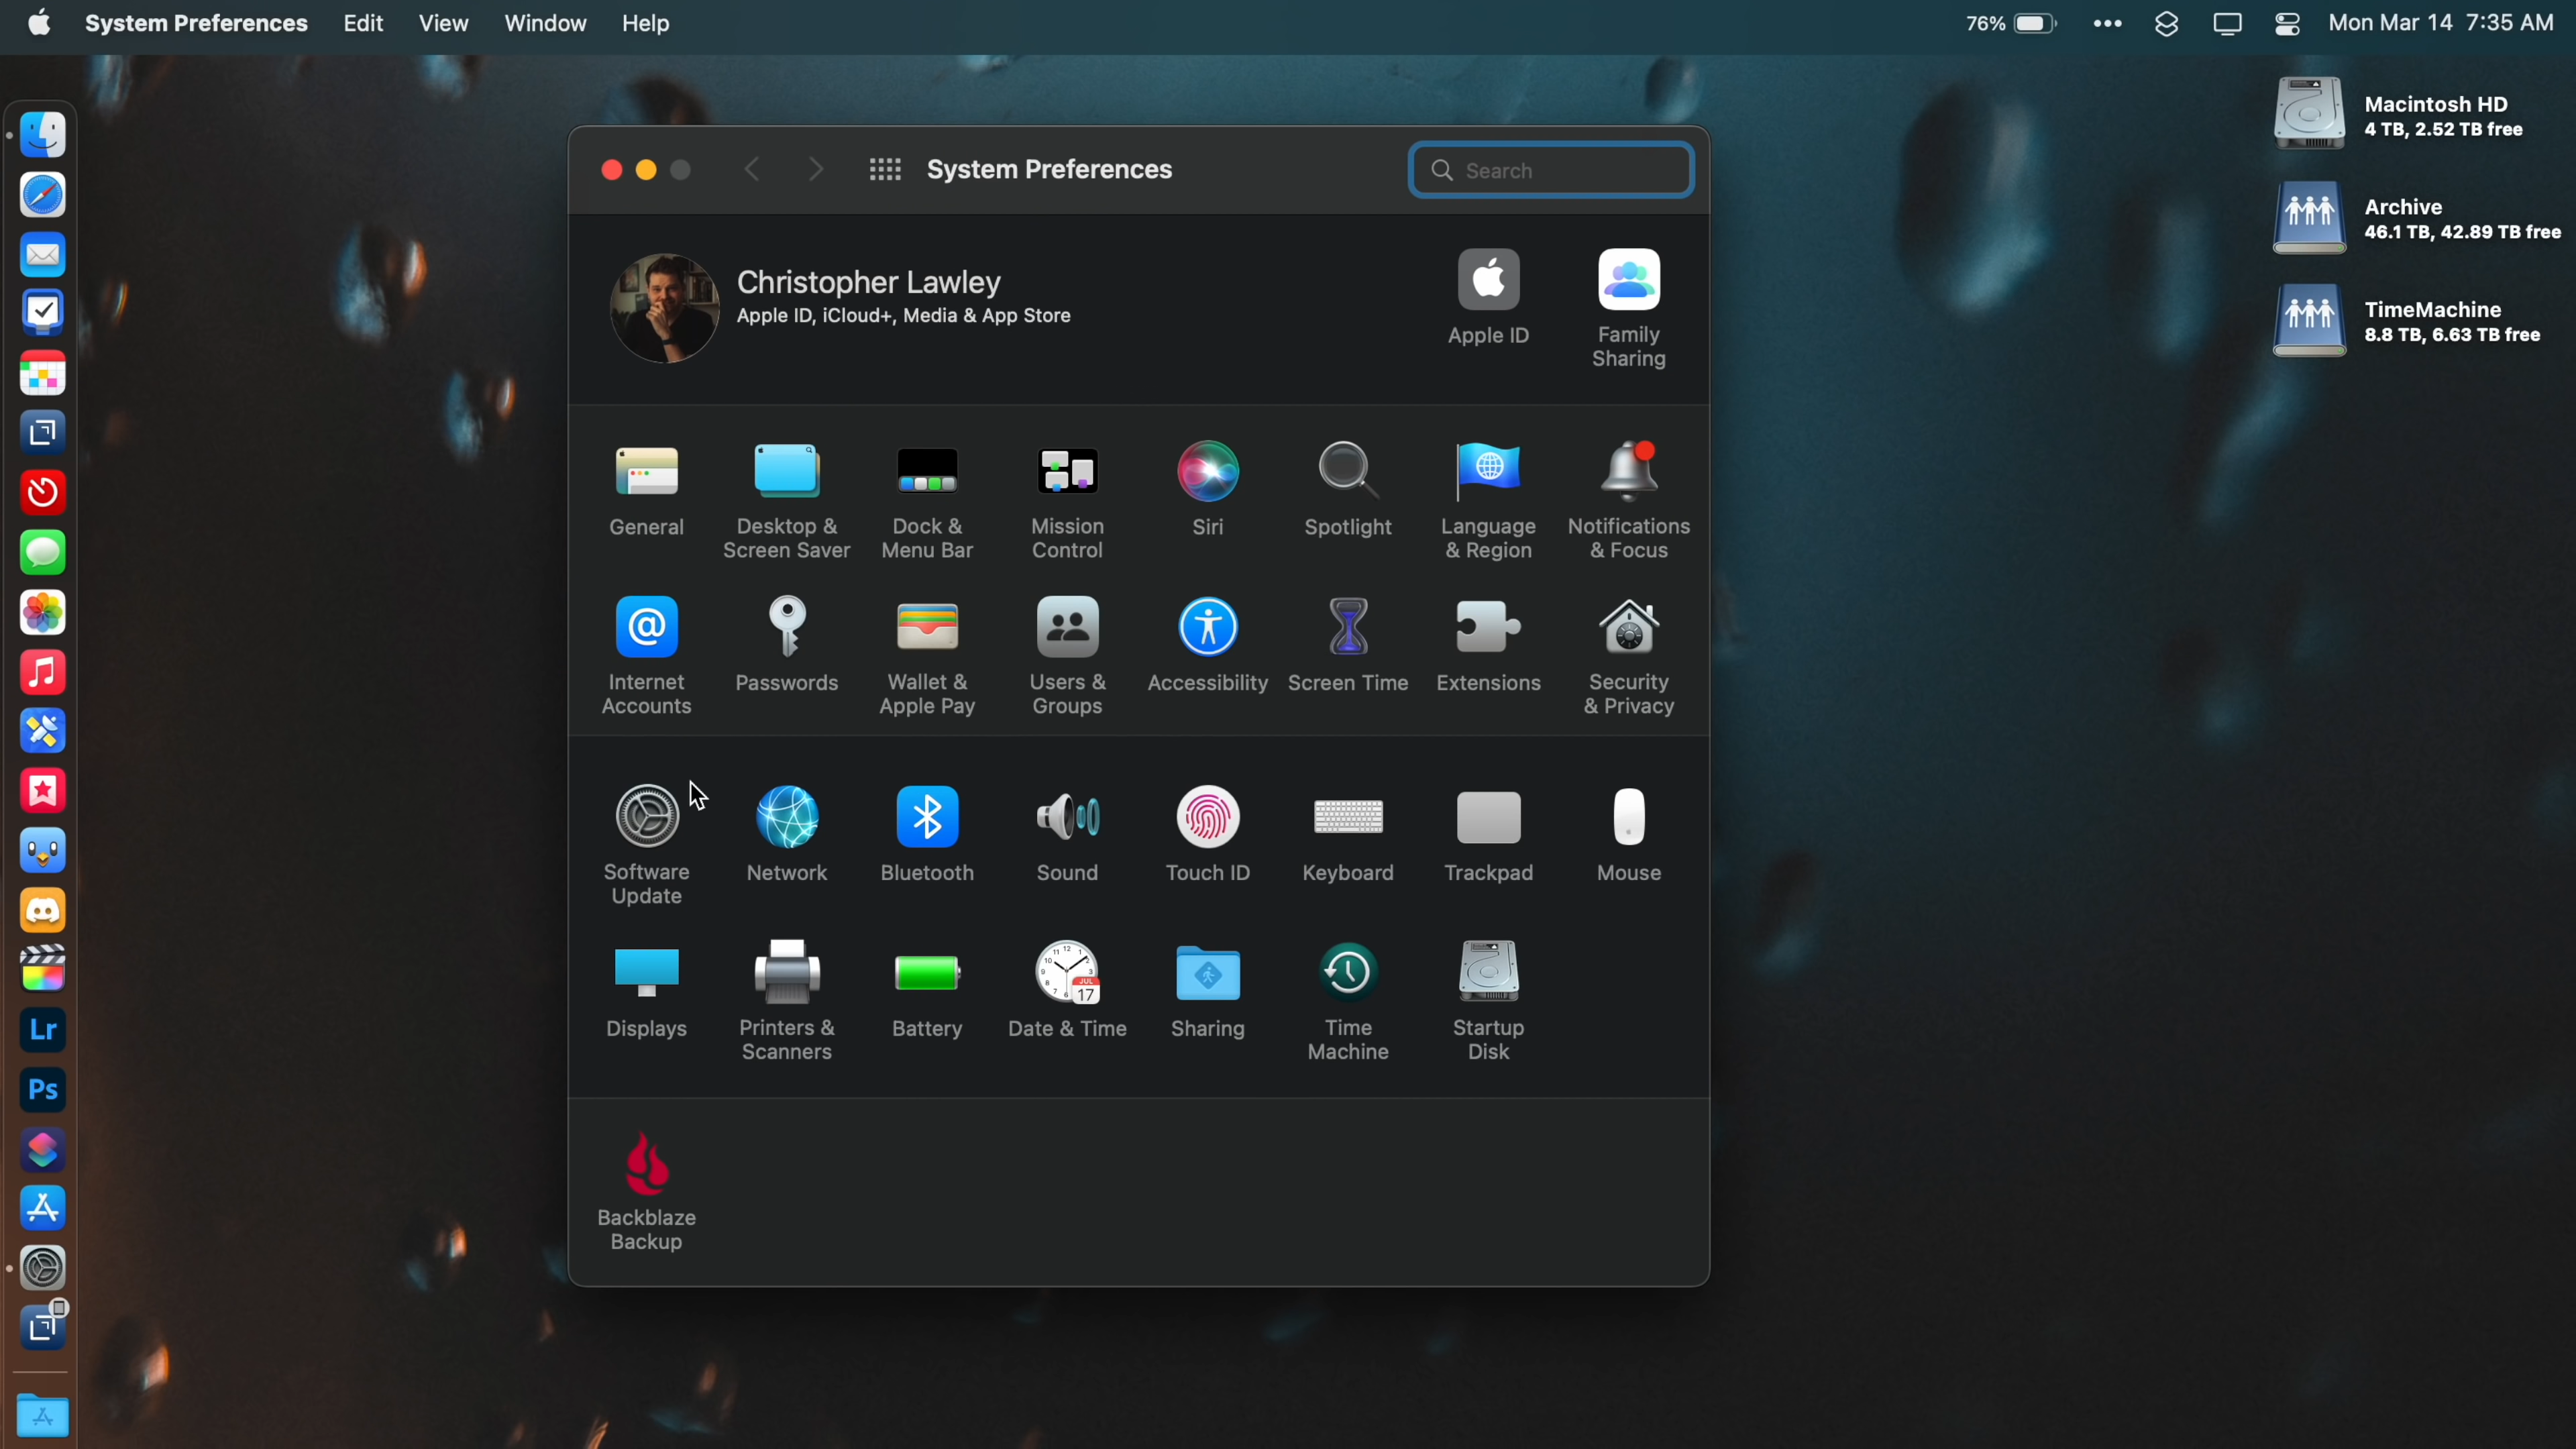 System Preferences Edit View Window Help 76% Mon Mar 14 7:35 AM
Macintosh HD
4 TB, 2.52 TB free
Archive
46.1 TB, 42.89 TB free
TimeMachine
8.8 TB, 6.63 TB free
System Preferences Search
Christopher Lawley
Apple ID, iCloud+, Media & App Store
Apple ID
Family
Sharing
General
Desktop &
Screen Saver
Dock &
Menu Bar
Mission
Control
Siri
Spotlight
Language
& Region
Notifications
& Focus
Internet
Accounts
Passwords
Wallet &
Apple Pay
Users &
Groups
Accessibility
Screen Time
Extensions
Security
& Privacy
Software
Update
Network
Bluetooth
Sound
Touch ID
Keyboard
Trackpad
Mouse
Displays
Printers &
Scanners
Battery
JUL
17
Date & Time
Sharing
Time
Machine
Startup
Disk
Backblaze
Backup
Lr
Ps